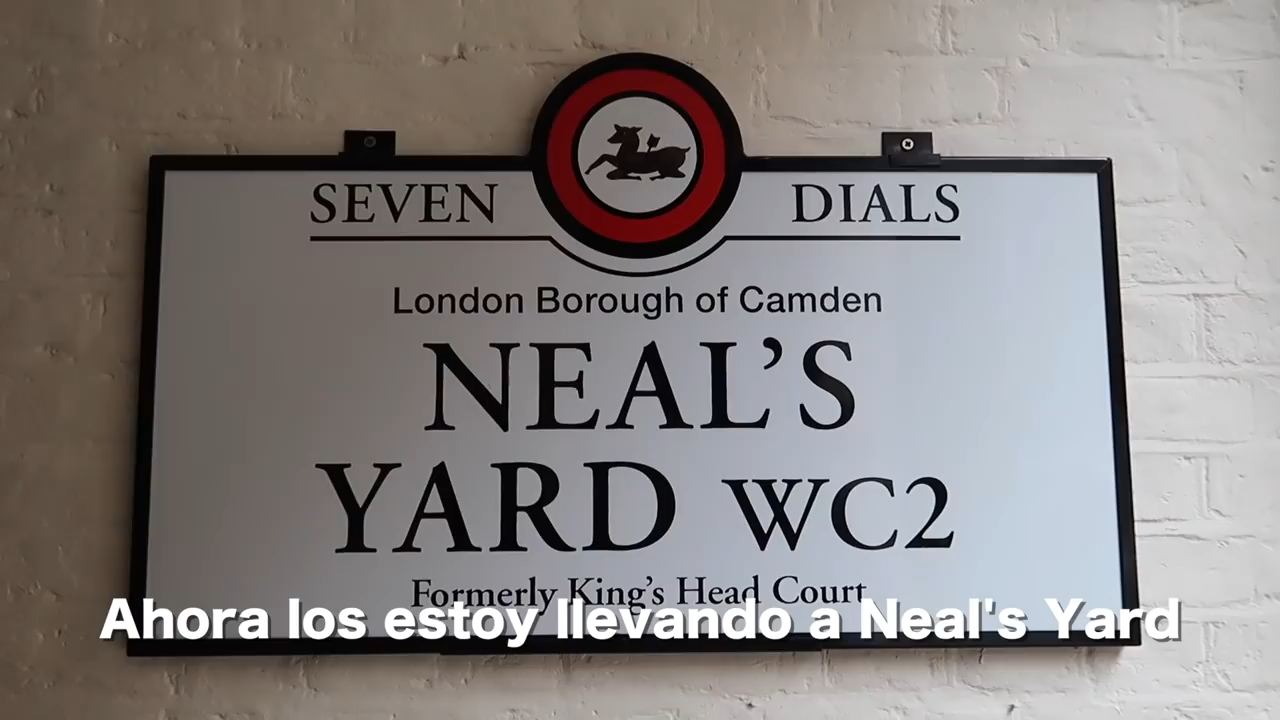 SEVEN DIALS
London Borough of Camden
NEAL'S
YARD WC2
Formerly King's Head Court
Ahora los estoy llevando a Neal's Yard